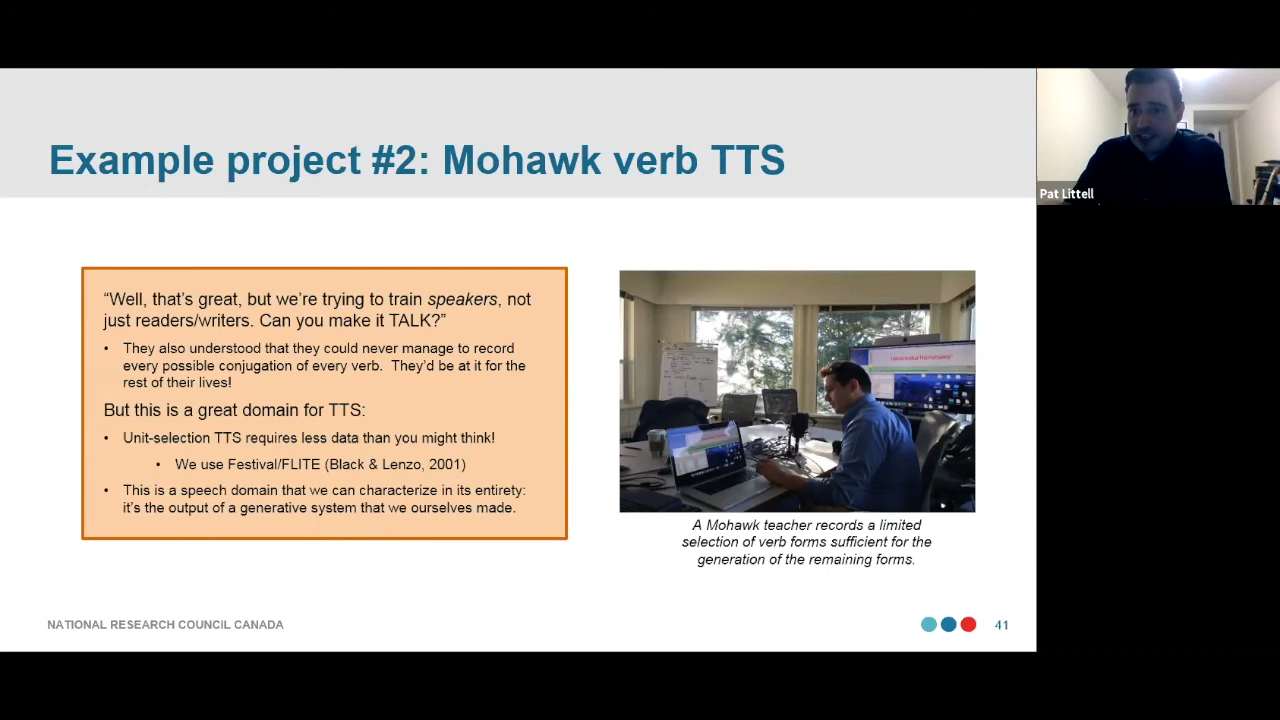 Example project #2: Mohawk verb TTS
Pat Littell
“Well, that’s great, but we’re trying to train speakers, not
just readers/writers. Can you make it TALK?”
• They also understood that they could never manage to record
every possible conjugation of every verb. They’d be at it for the
rest of their lives!
But this is a great domain for TTS:
• Unit-selection TTS requires less data than you might think!
• We use Festival/FLITE (Black & Lenzo, 2001)
• This is a speech domain that we can characterize in its entirety:
it’s the output of a generative system that we ourselves made.
A Mohawk teacher records a limited
selection of verb forms sufficient for the
generation of the remaining forms.
NATIONAL RESEARCH COUNCIL CANADA
41